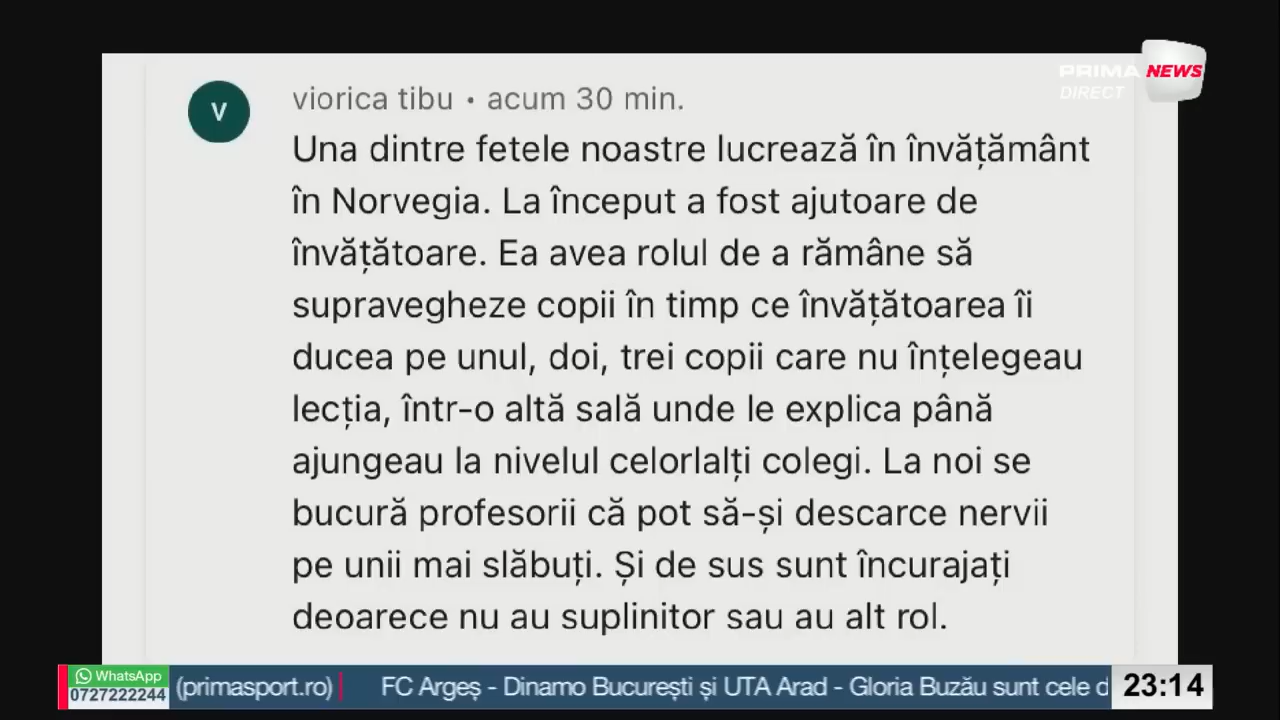 PRIMA NEWS
DIRECT
V
viorica tibu • acum 30 min.
Una dintre fetele noastre lucrează în învățământ
în Norvegia. La început a fost ajutoare de
învățătoare. Ea avea rolul de a rămâne să
supravegheze copii în timp ce învățătoarea îi
ducea pe unul, doi, trei copii care nu înțelegeau
lecția, într-o altă sală unde le explica până
ajungeau la nivelul celorlalți colegi. La noi se
bucură profesorii că pot să-și descarce nervii
pe unii mai slăbuți. Și de sus sunt încurajați
deoarece nu au suplinitor sau au alt rol.
WhatsApp
0727222244
(primasport.ro) | FC Argeș - Dinamo București și UTA Arad - Gloria Buzău sunt cele d
23:14